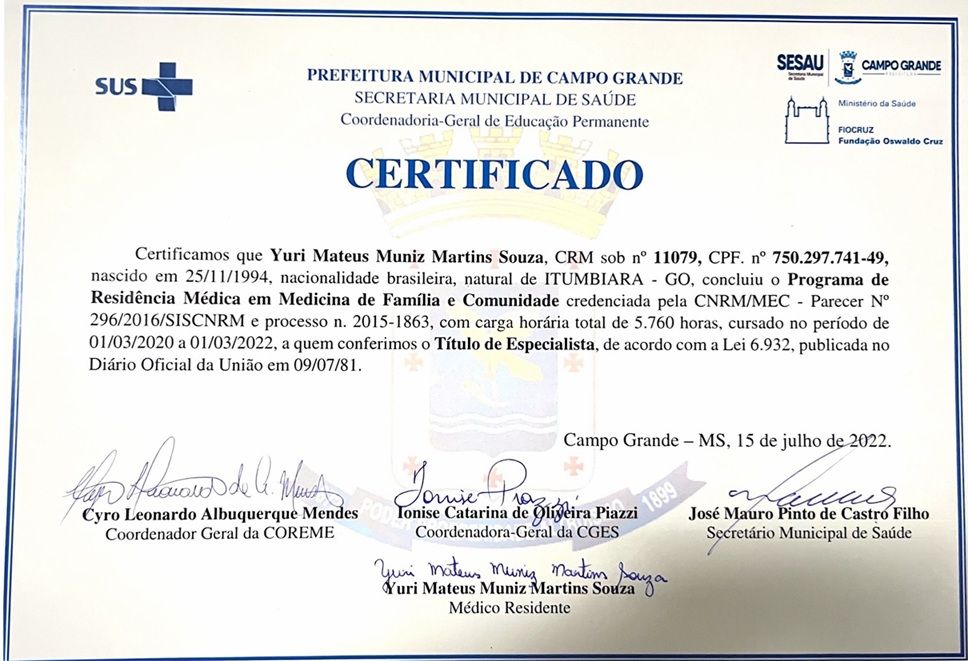 SUS
PREFEITURA MUNICIPAL DE CAMPO GRANDE
SECRETARIA MUNICIPAL DE SAÚDE
Coordenadoria-Geral de Educação Permanente
SESAU
Secretaria Municipal
de Saúde
CAMPO GRANDE
PREFEITURA
Ministério da Saúde
FIOCRUZ
Fundação Oswaldo Cruz
CERTIFICADO
Certificamos que Yuri Mateus Muniz Martins Souza, CRM sob nº 11079, CPF. nº 750.297.741-49,
nascido em 25/11/1994, nacionalidade brasileira, natural de ITUMBIARA - GO, concluiu o Programa de
Residência Médica em Medicina de Família e Comunidade credenciada pela CNRM/MEC - Parecer Nº
296/2016/SISCNRM e processo n. 2015-1863, com carga horária total de 5.760 horas, cursado no período de
01/03/2020 a 01/03/2022, a quem conferimos o Título de Especialista, de acordo com a Lei 6.932, publicada no
Diário Oficial da União em 09/07/81.
Campo Grande – MS, 15 de julho de 2022.
Ionise Piazzi
Cyro Leonardo Albuquerque Mendes
Coordenador Geral da COREME
Ionise Catarina de Oliveira Piazzi
Coordenadora-Geral da CGES
José Mauro Pinto de Castro Filho
Secretário Municipal de Saúde
1899
Yuri Mateus Muniz Martins Souza
Yuri Mateus Muniz Martins Souza
Médico Residente